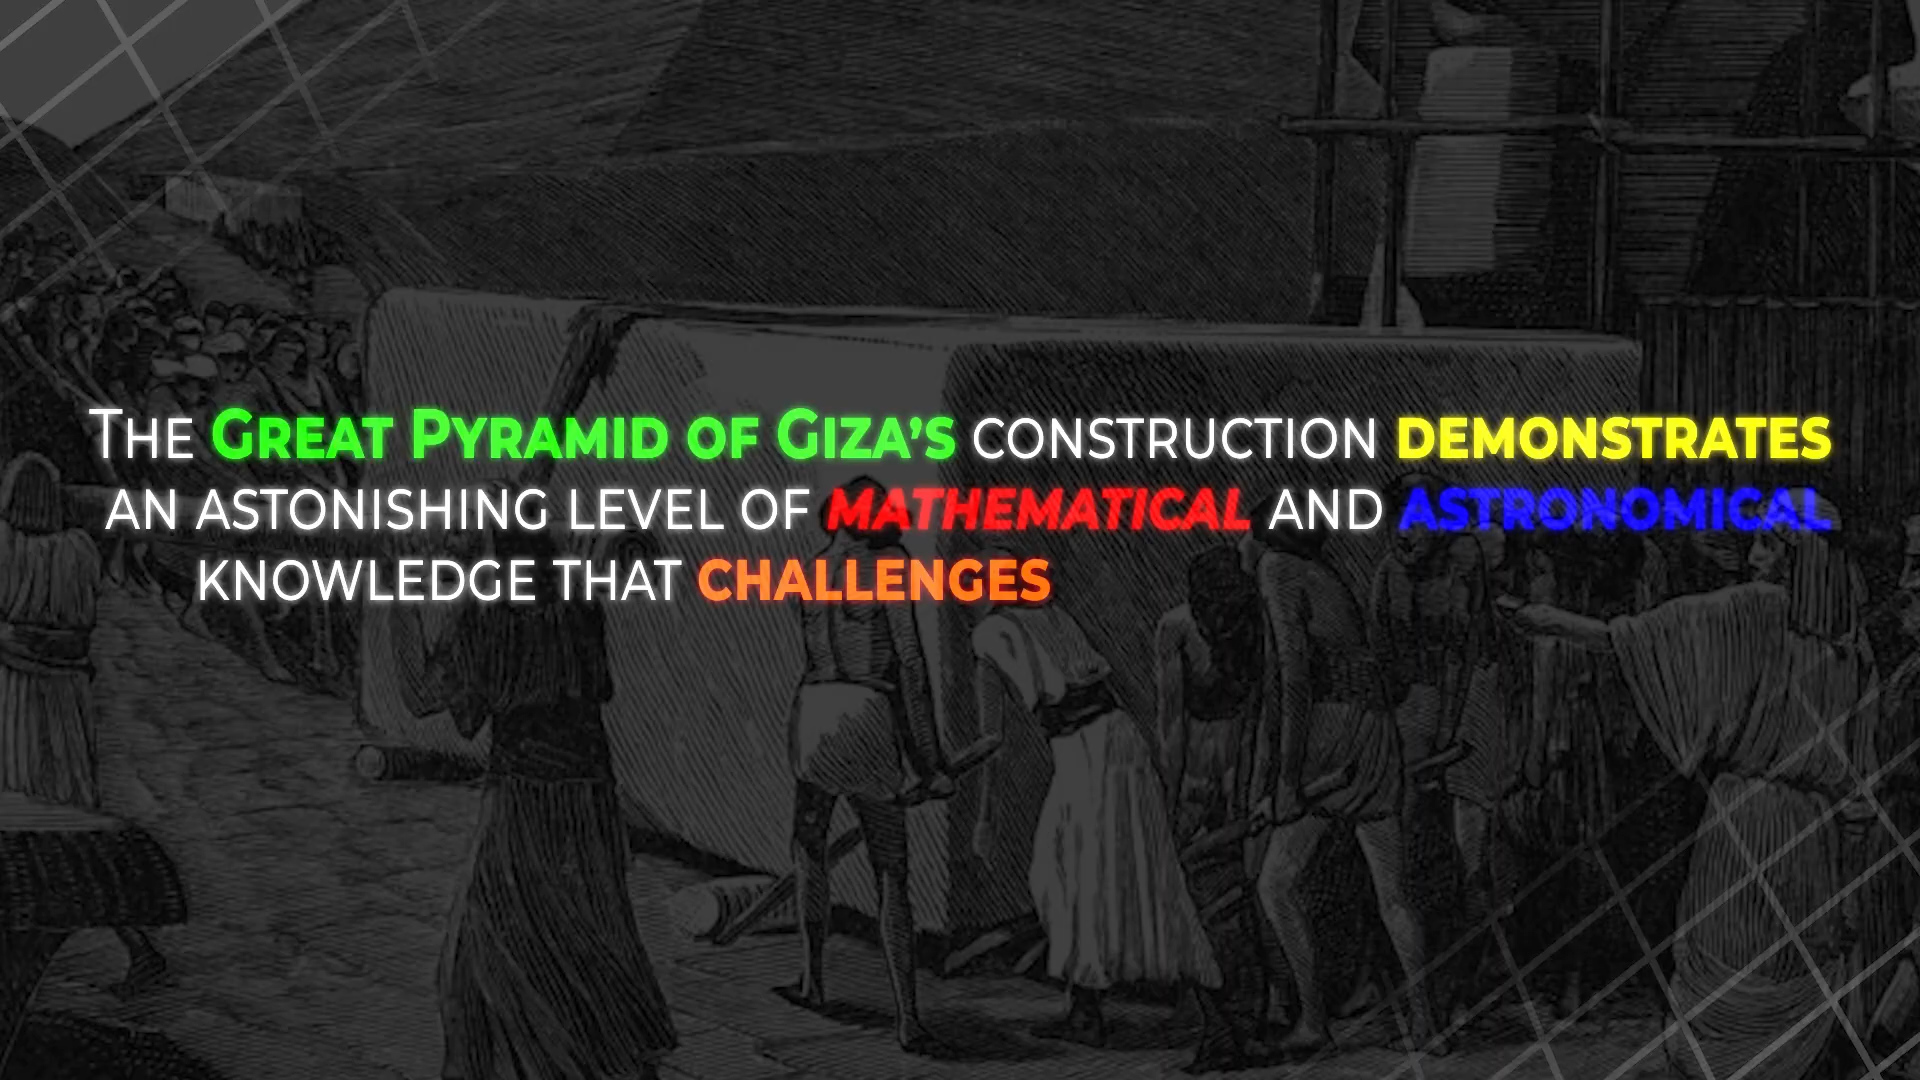 The Great Pyramid of Giza’s construction demonstrates
an astonishing level of mathematical and astronomical
knowledge that challenges